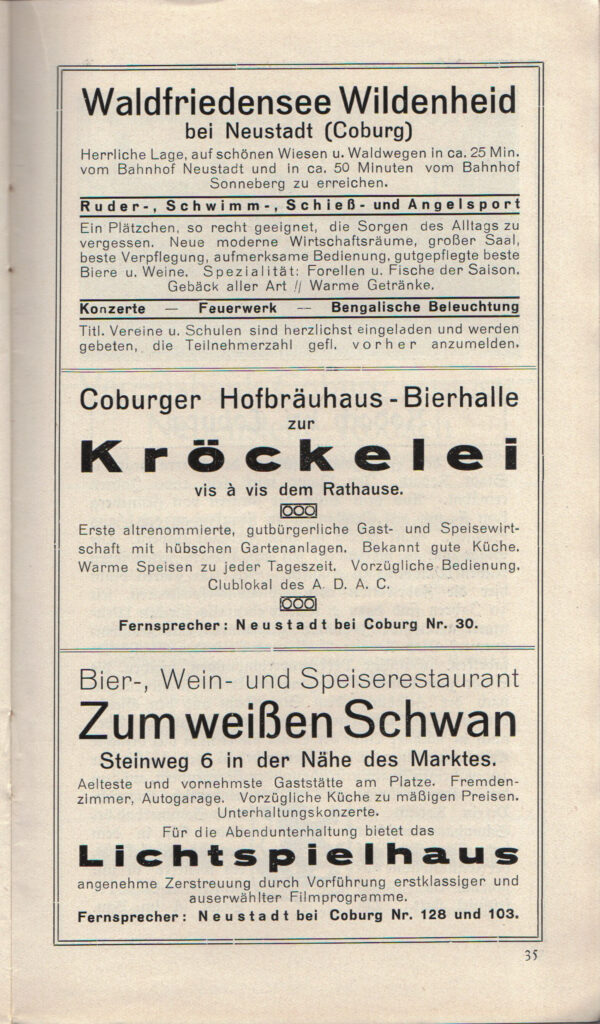 Waldfriedensee Wildenheid
bei Neustadt (Coburg)
Herrliche Lage, auf schönen Wiesen u. Waldwegen in ca. 25 Min.
vom Bahnhof Neustadt und in ca. 50 Minuten vom Bahnhof
Sonneberg zu erreichen.
Ruder-, Schwimm-, Schieß- und Angelsport
Ein Plätzchen, so recht geeignet, die Sorgen des Alltags zu
vergessen. Neue moderne Wirtschaftsräume, großer Saal,
beste Verpflegung, aufmerksame Bedienung, gutgepflegte beste
Biere u. Weine. Spezialität: Forellen u. Fische der Saison.
Gebäck aller Art // Warme Getränke.
Konzerte — Feuerwerk — Bengalische Beleuchtung
Titl. Vereine u. Schulen sind herzlichst eingeladen und werden
gebeten, die Teilnehmerzahl gefl. vorher anzumelden.
Coburger Hofbräuhaus-Bierhalle
zur
Kröckelei
vis à vis dem Rathause.
Erste altrenommierte, gutbürgerliche Gast- und Speisewirt-
schaft mit hübschen Gartenanlagen. Bekannt gute Küche.
Warme Speisen zu jeder Tageszeit. Vorzügliche Bedienung.
Clublokal des A. D. A. C.
Fernsprecher: Neustadt bei Coburg Nr. 30.
Bier-, Wein- und Speiserestaurant
Zum weißen Schwan
Steinweg 6 in der Nähe des Marktes.
Aelteste und vornehmste Gaststätte am Platze. Fremden-
zimmer, Autogarage. Vorzügliche Küche zu mäßigen Preisen.
Unterhaltungskonzerte.
Für die Abendunterhaltung bietet das
Lichtspielhaus
angenehme Zerstreuung durch Vorführung erstklassiger und
auserwählter Filmprogramme.
Fernsprecher: Neustadt bei Coburg Nr. 128 und 103.
35